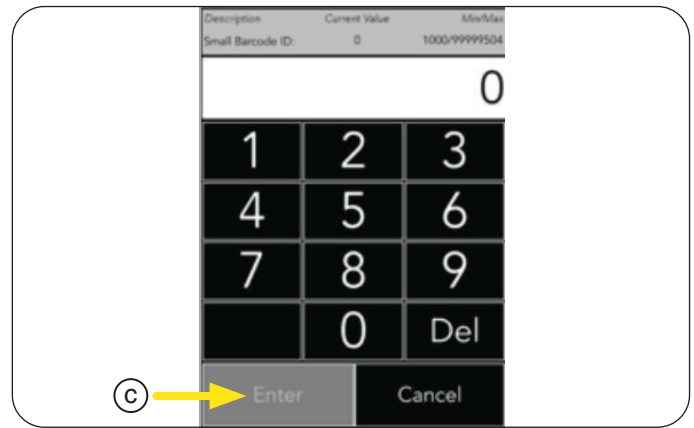 Description Current Value Min/Max
Small Barcode ID: 0 1000/99999504
0
1 2 3
4 5 6
7 8 9
0 Del
C Enter Cancel